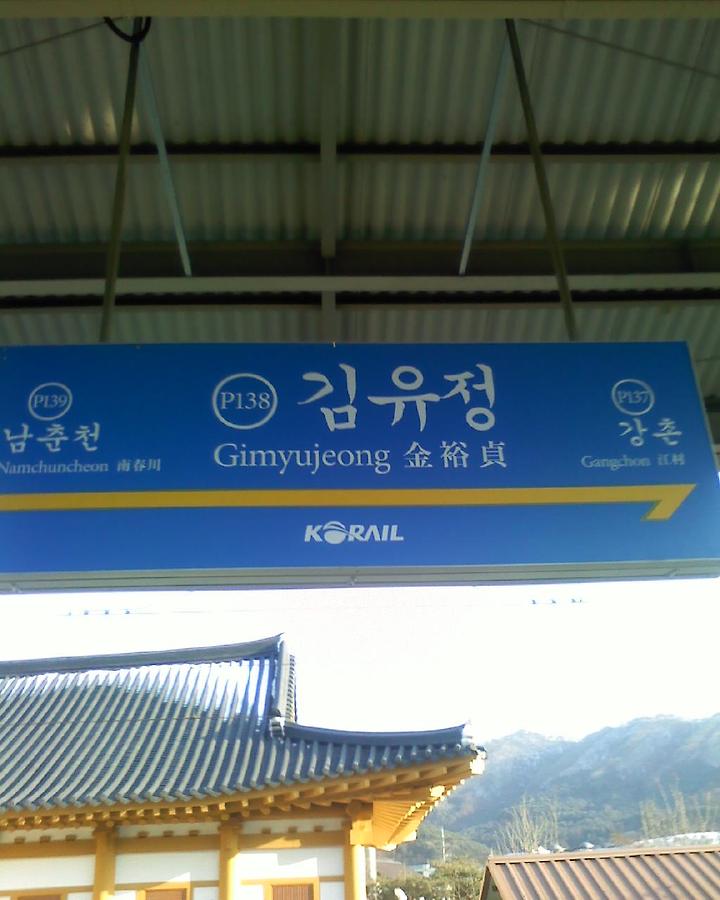 P139
남춘천
Namchuncheon 南春川
P138 김유정
Gimyujeong 金裕貞
P137
강촌
Gangchon 江村
KORAIL